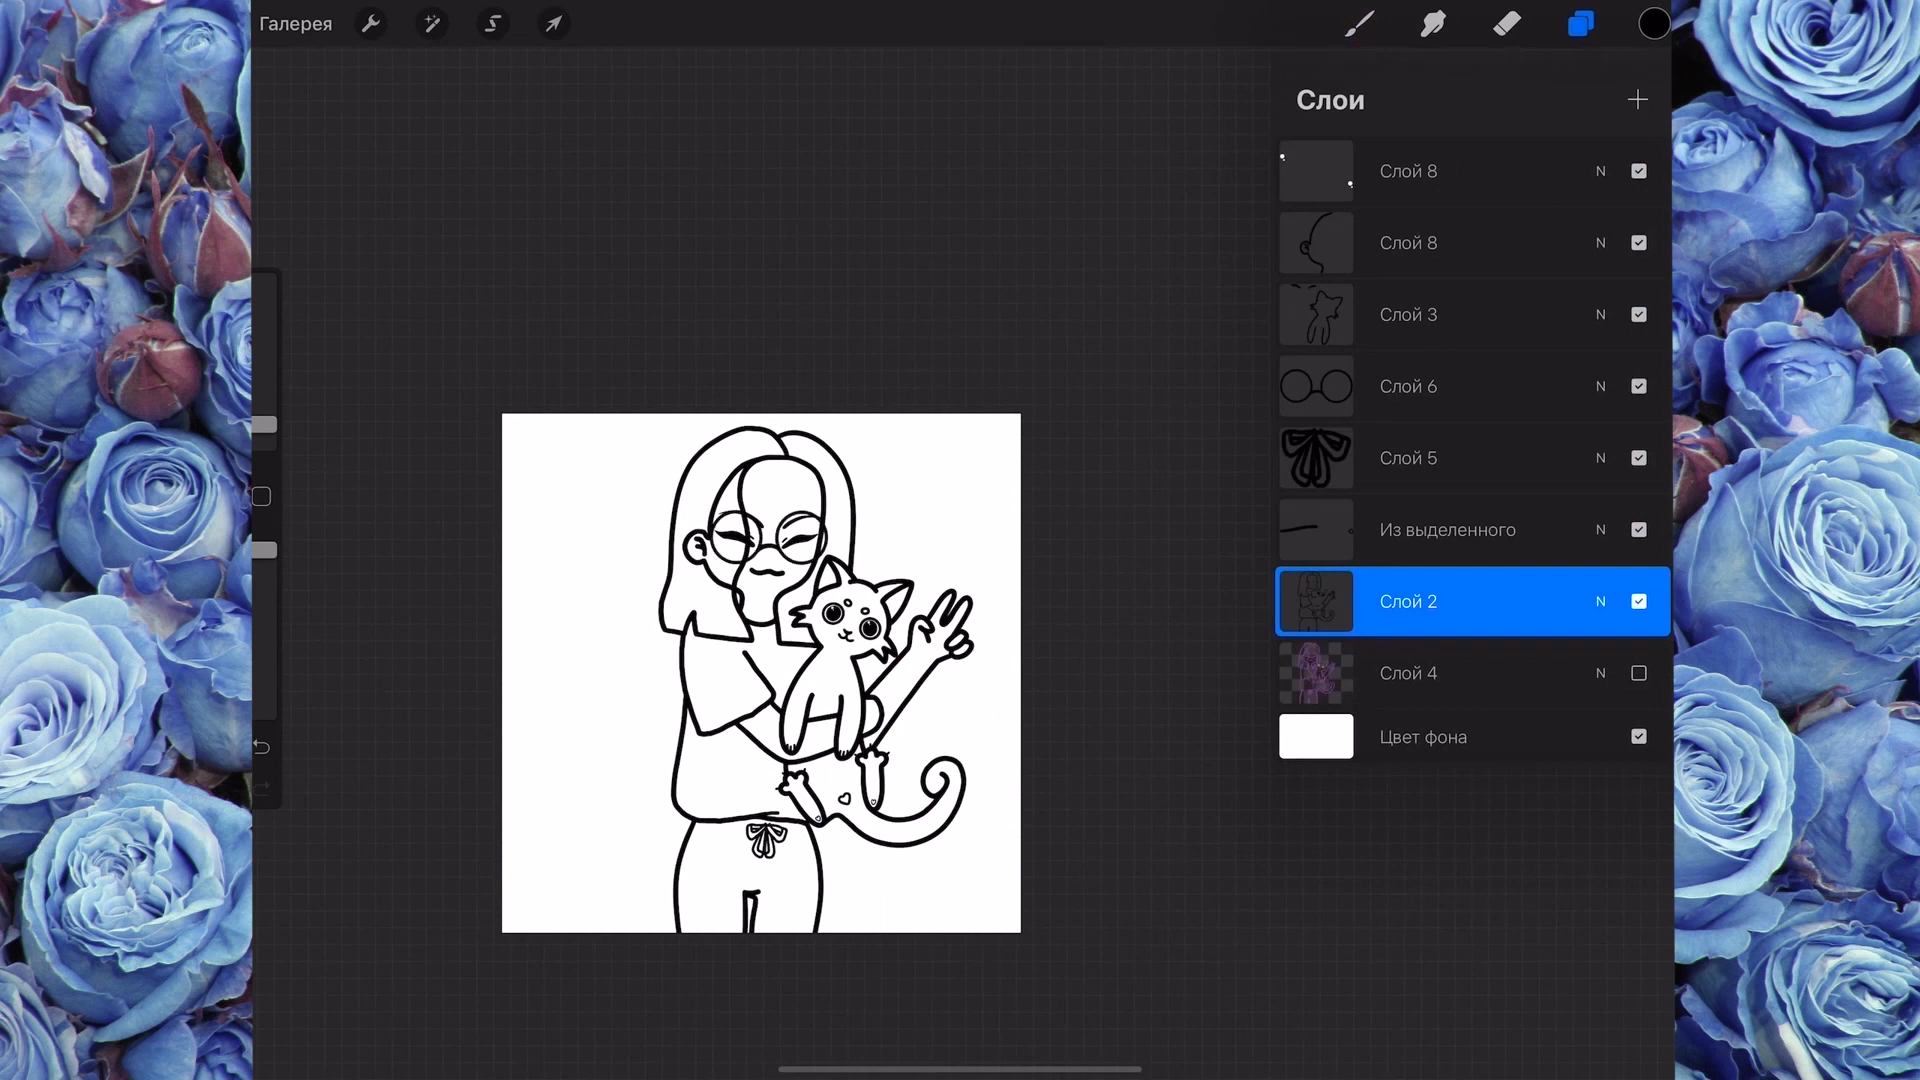 Галерея
Слои
Слой 8 N
Слой 8 N
Слой 3 N
Слой 6 N
Слой 5 N
Из выделенного N
Слой 2 N
Слой 4 N
Цвет фона